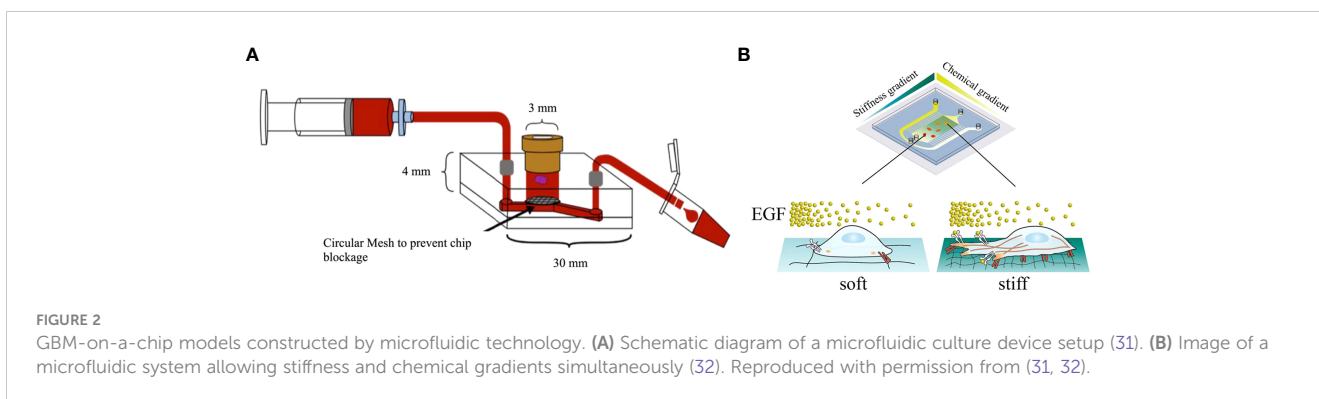 A
B
3 mm
4 mm
Circular Mesh to prevent chip
blockage
30 mm
Stiffness gradient
Chemical gradient
EGF
soft
stiff
FIGURE 2
GBM-on-a-chip models constructed by microfluidic technology. (A) Schematic diagram of a microfluidic culture device setup (31). (B) Image of a
microfluidic system allowing stiffness and chemical gradients simultaneously (32). Reproduced with permission from (31, 32).